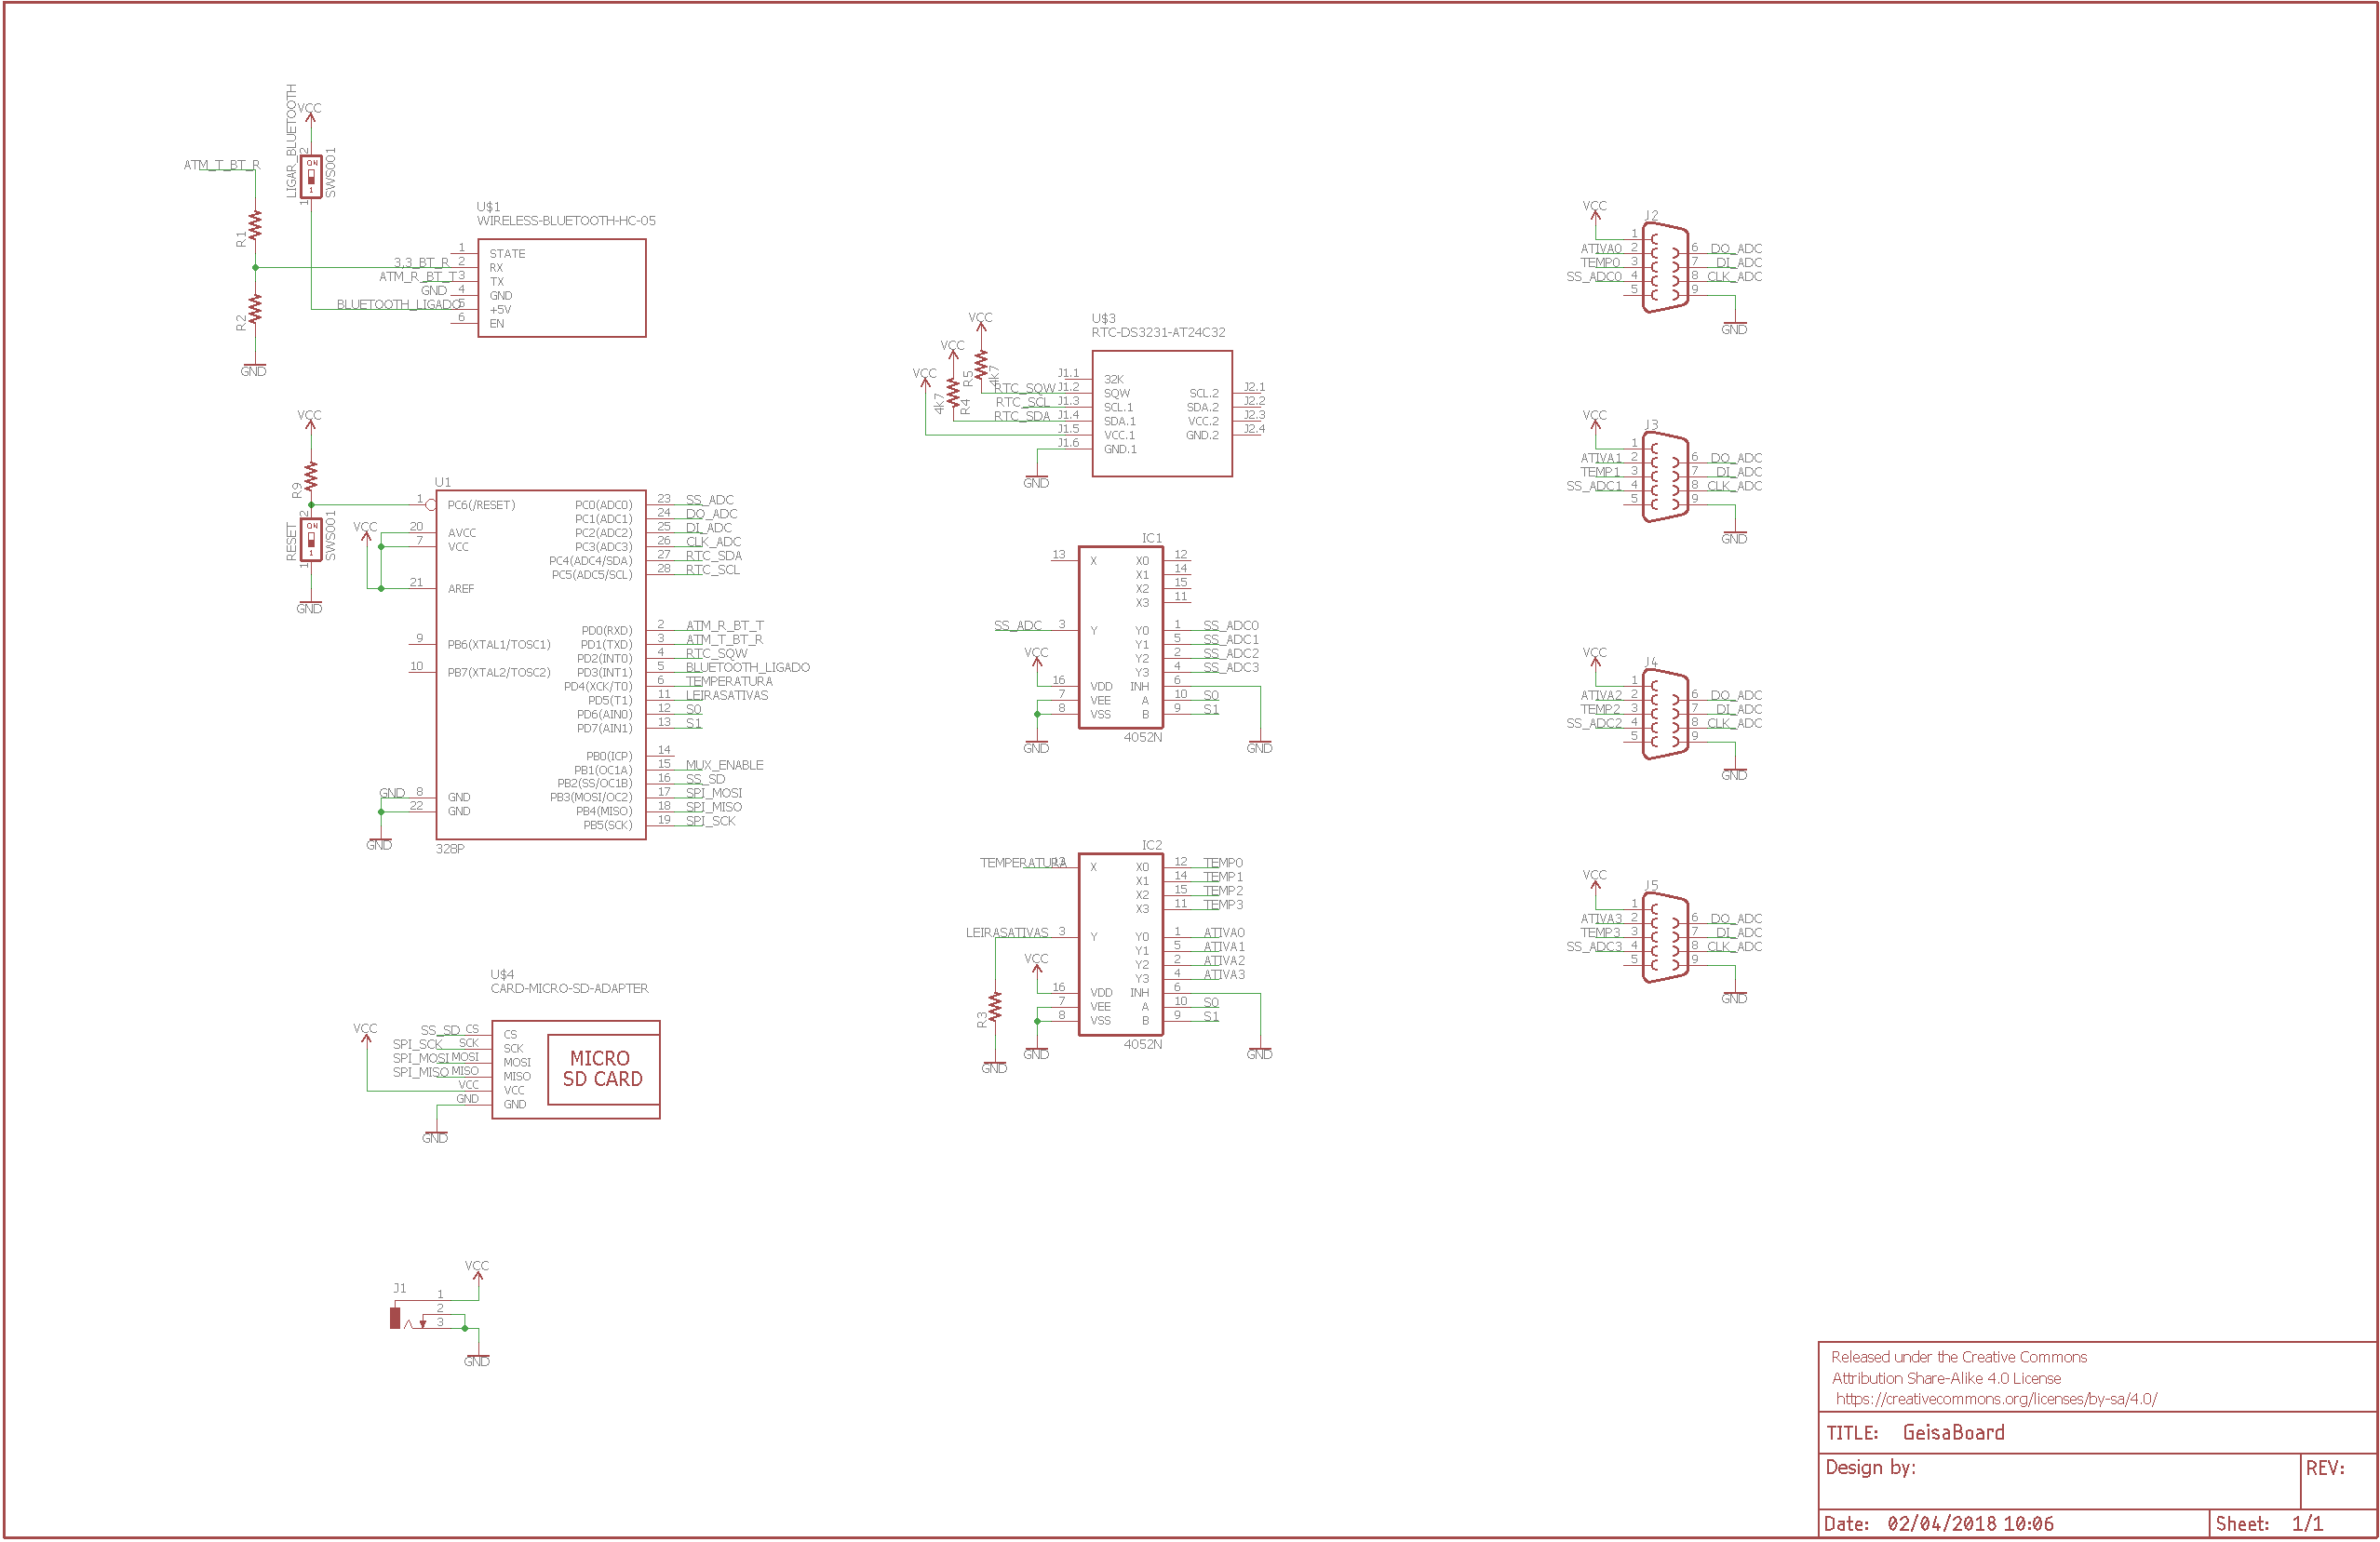 LIGAR_BLUETOOTH
VCC
2
ON
1
1
SWS001
ATM_T_BT_R
R1
R2
GND
U$1
WIRELESS-BLUETOOTH-HC-05
1 STATE
3,3_BT_R 2 RX
ATM_R_BT_T 3 TX
GND 4 GND
BLUETOOTH_LIGADO 5 +5V
6 EN
VCC
R9
2
ON
1
1
RESET
SWS001
GND
U1
1 PC6(/RESET)
VCC
20 AVCC
7 VCC
21 AREF
9 PB6(XTAL1/TOSC1)
10 PB7(XTAL2/TOSC2)
GND 8 GND
22 GND
GND
PC0(ADC0) 23 SS_ADC
PC1(ADC1) 24 DO_ADC
PC2(ADC2) 25 DI_ADC
PC3(ADC3) 26 CLK_ADC
PC4(ADC4/SDA) 27 RTC_SDA
PC5(ADC5/SCL) 28 RTC_SCL
PD0(RXD) 2 ATM_R_BT_T
PD1(TXD) 3 ATM_T_BT_R
PD2(INT0) 4 RTC_SQW
PD3(INT1) 5 BLUETOOTH_LIGADO
PD4(XCK/T0) 6 TEMPERATURA
PD5(T1) 11 LEIRASATIVAS
PD6(AIN0) 12 S0
PD7(AIN1) 13 S1
PB0(ICP) 14
PB1(OC1A) 15 MUX_ENABLE
PB2(SS/OC1B) 16 SS_SD
PB3(MOSI/OC2) 17 SPI_MOSI
PB4(MISO) 18 SPI_MISO
PB5(SCK) 19 SPI_SCK
328P
U$4
CARD-MICRO-SD-ADAPTER
VCC
SS_SD CS CS
SPI_SCK SCK SCK
SPI_MOSI MOSI MOSI
SPI_MISO MISO MISO
VCC VCC
GND GND
MICRO
SD CARD
GND
J1
VCC
1
2
3
GND
VCC
VCC
VCC
R5
4k7
4k7
R4
U$3
RTC-DS3231-AT24C32
J1.1 32K
RTC_SQW J1.2 SQW SCL.2 J2.1
RTC_SCL J1.3 SCL.1 SDA.2 J2.2
RTC_SDA J1.4 SDA.1 VCC.2 J2.3
J1.5 VCC.1 GND.2 J2.4
J1.6 GND.1
GND
IC1
13 X X0 12
X1 14
X2 15
X3 11
SS_ADC 3 Y Y0 1 SS_ADC0
Y1 5 SS_ADC1
VCC Y2 2 SS_ADC2
Y3 4 SS_ADC3
16 VDD INH 6
7 VEE A 10 S0
8 VSS B 9 S1
GND
4052N
GND
IC2
TEMPERATURA 13 X X0 12 TEMP0
X1 14 TEMP1
X2 15 TEMP2
X3 11 TEMP3
LEIRASATIVAS 3 Y Y0 1 ATIVA0
Y1 5 ATIVA1
VCC Y2 2 ATIVA2
Y3 4 ATIVA3
16 VDD INH 6
7 VEE A 10 S0
8 VSS B 9 S1
R3
GND
GND
4052N
GND
VCC
J2
1
ATIVA0 2 6 DO_ADC
TEMP0 3 7 DI_ADC
SS_ADC0 4 8 CLK_ADC
5 9
GND
VCC
J3
1
ATIVA1 2 6 DO_ADC
TEMP1 3 7 DI_ADC
SS_ADC1 4 8 CLK_ADC
5 9
GND
VCC
J4
1
ATIVA2 2 6 DO_ADC
TEMP2 3 7 DI_ADC
SS_ADC2 4 8 CLK_ADC
5 9
GND
VCC
J5
1
ATIVA3 2 6 DO_ADC
TEMP3 3 7 DI_ADC
SS_ADC3 4 8 CLK_ADC
5 9
GND
Released under the Creative Commons
Attribution Share-Alike 4.0 License
https://creativecommons.org/licenses/by-sa/4.0/
TITLE: GeisaBoard
Design by:
REV:
Date: 02/04/2018 10:06
Sheet: 1/1